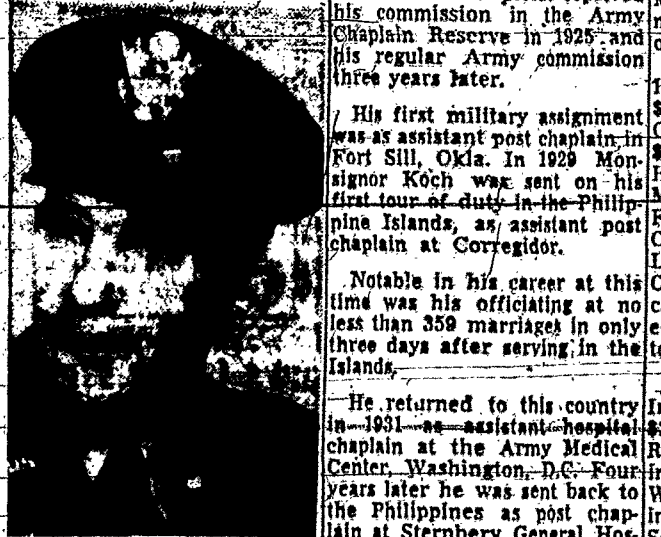 his commission in the Army
Chaplain Reserve in 1925 and
his regular Army commission
three years later.
His first military assignment
was as assistant post chaplain in
Fort Sill, Okla. In 1929 Mon-
signor Koch was sent on his
first tour of duty in the Philip-
pine Islands, as assistant post
chaplain at Corregidor.
Notable in his career at this
time was his officiating at no
less than 359 marriages in only
three days after serving in the
Islands.
He returned to this country
in 1931 as assistant hospital
chaplain at the Army Medical
Center, Washington, D.C. Four
years later he was sent back to
the Philippines as post chap-
lain at Sternberg General Hos-